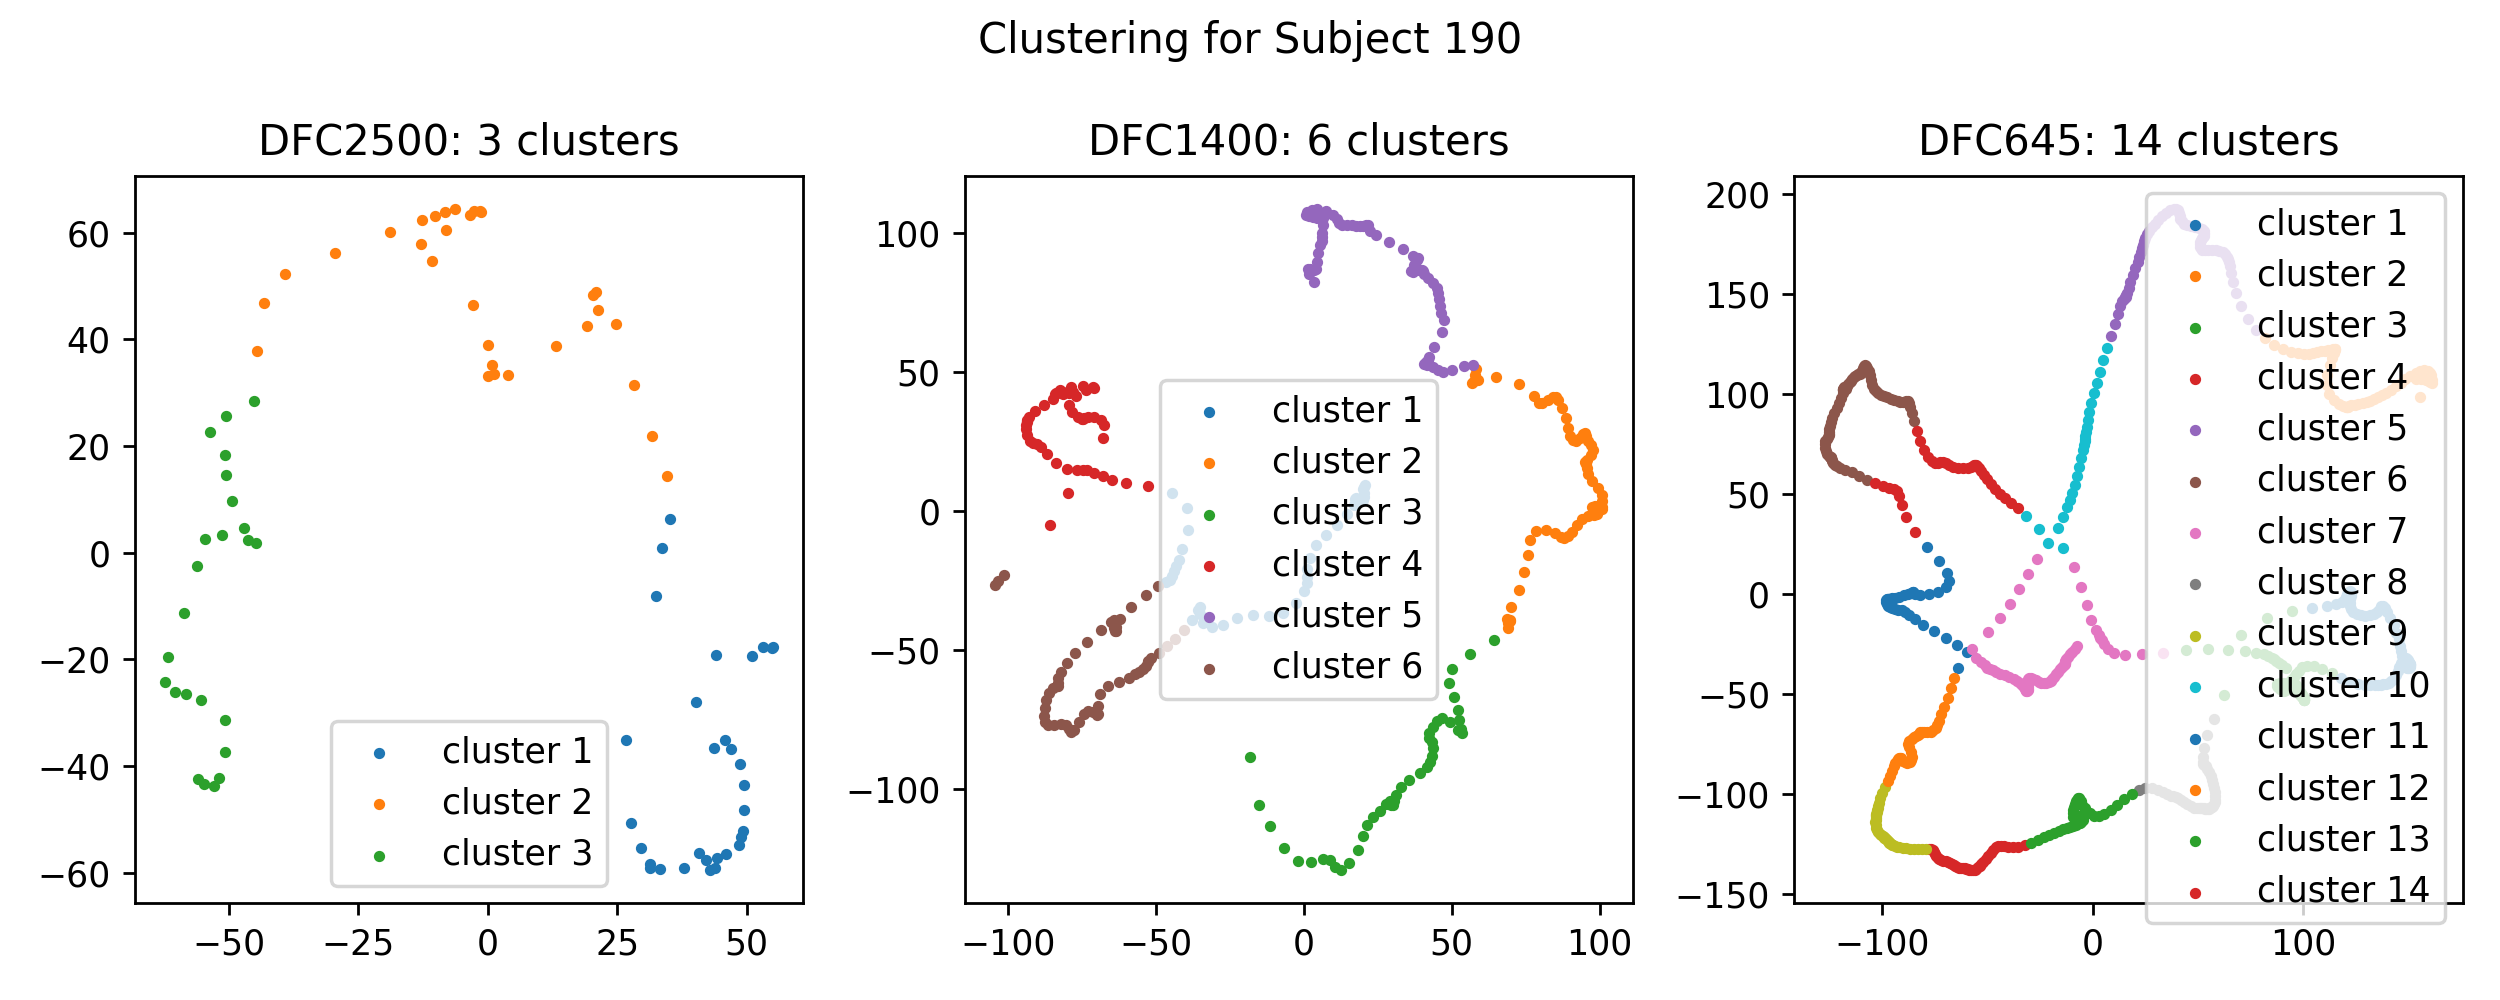 Clustering for Subject 190
DFC2500: 3 clusters
60
40
20
0
−20
−40
−60
−50
−25
0
25
50
cluster 1
cluster 2
cluster 3
DFC1400: 6 clusters
100
50
0
−50
−100
−100
−50
0
50
100
cluster 1
cluster 2
cluster 3
cluster 4
cluster 5
cluster 6
DFC645: 14 clusters
200
150
100
50
0
−50
−100
−150
−100
0
100
cluster 1
cluster 2
cluster 3
cluster 4
cluster 5
cluster 6
cluster 7
cluster 8
cluster 9
cluster 10
cluster 11
cluster 12
cluster 13
cluster 14